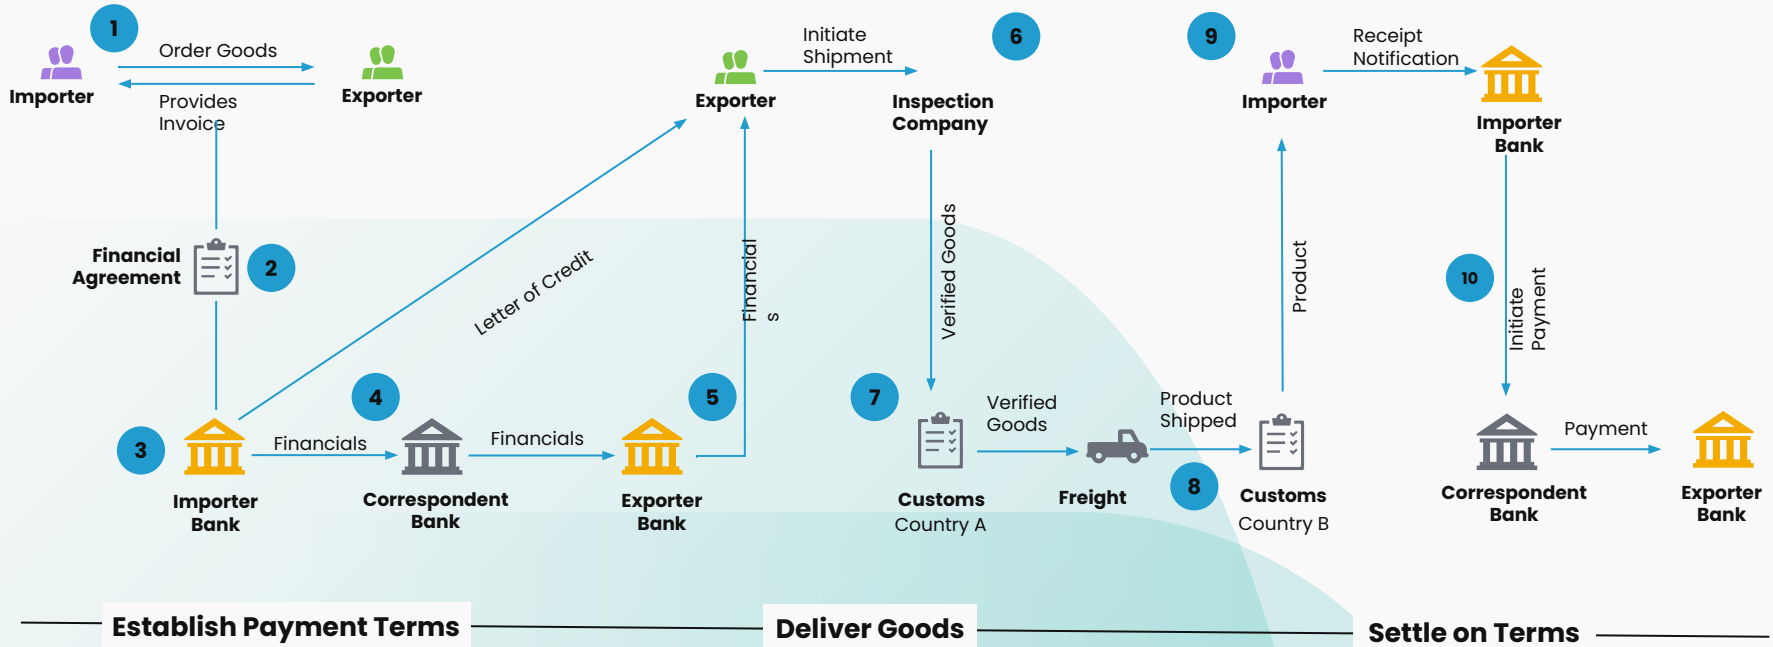 1
Order Goods
Importer
Exporter
Provides
Invoice
Financial
Agreement
2
Letter of Credit
3
Importer
Bank
Financials
4
Correspondent
Bank
Financials
5
Exporter
Bank
Financial
s
Exporter
Initiate
Shipment
6
Inspection
Company
Verified Goods
7
Customs
Country A
Verified
Goods
Freight
Product
Shipped
8
Customs
Country B
Product
9
Importer
Receipt
Notification
Importer
Bank
10
Initiate
Payment
Correspondent
Bank
Payment
Exporter
Bank
Establish Payment Terms
Deliver Goods
Settle on Terms